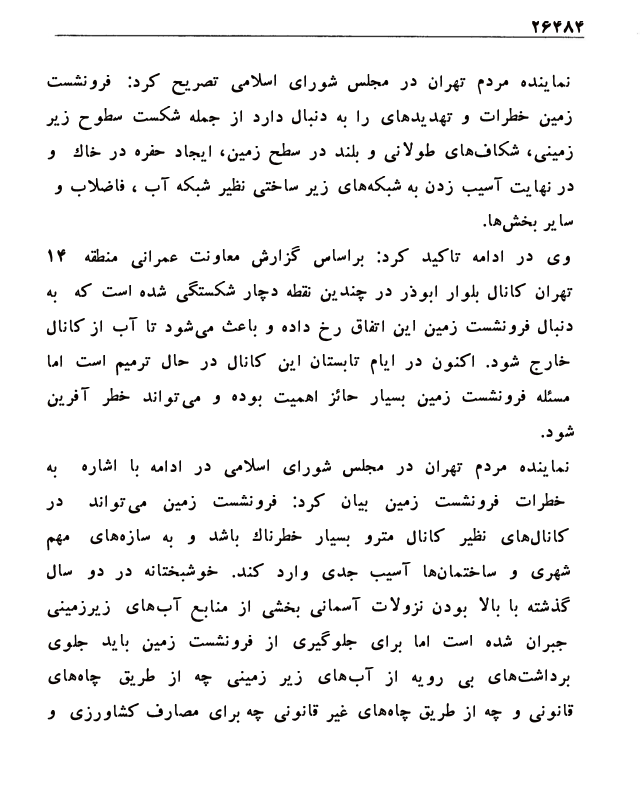 ۲۶۴۸۴
نماینده مردم تهران در مجلس شورای اسلامی تصریح کرد: فرونشست
زمین خطرات و تهدیدهای را به دنبال دارد از جمله شکست سطوح زیر
زمینی، شکاف‌های طولانی و بلند در سطح زمین، ایجاد حفره در خاك و
در نهایت آسیب زدن به شبکه‌های زیر ساختی نظیر شبکه آب ، فاضلاب و
سایر بخش‌ها.
وی در ادامه تاکید کرد: براساس گزارش معاونت عمرانی منطقه ۱۴
تهران کانال بلوار ابوذر در چندین نقطه دچار شکستگی شده است که به
دنبال فرونشست زمین این اتفاق رخ داده و باعث می‌شود تا آب از کانال
خارج شود. اکنون در ایام تابستان این کانال در حال ترمیم است اما
مسئله فرونشست زمین بسیار حائز اهمیت بوده و می‌تواند خطر آفرین
شود.
نماینده مردم تهران در مجلس شورای اسلامی در ادامه با اشاره به
خطرات فرونشست زمین بیان کرد: فرونشست زمین می‌تواند در
کانال‌های نظیر کانال مترو بسیار خطرناك باشد و به سازه‌های مهم
شهری و ساختمان‌ها آسیب جدی وارد کند. خوشبختانه در دو سال
گذشته با بالا بودن نزولات آسمانی بخشی از منابع آب‌های زیرزمینی
جبران شده است اما برای جلوگیری از فرونشست زمین باید جلوی
برداشت‌های بی رویه از آب‌های زیر زمینی چه از طریق چاه‌های
قانونی و چه از طریق چاه‌های غیر قانونی چه برای مصارف کشاورزی و